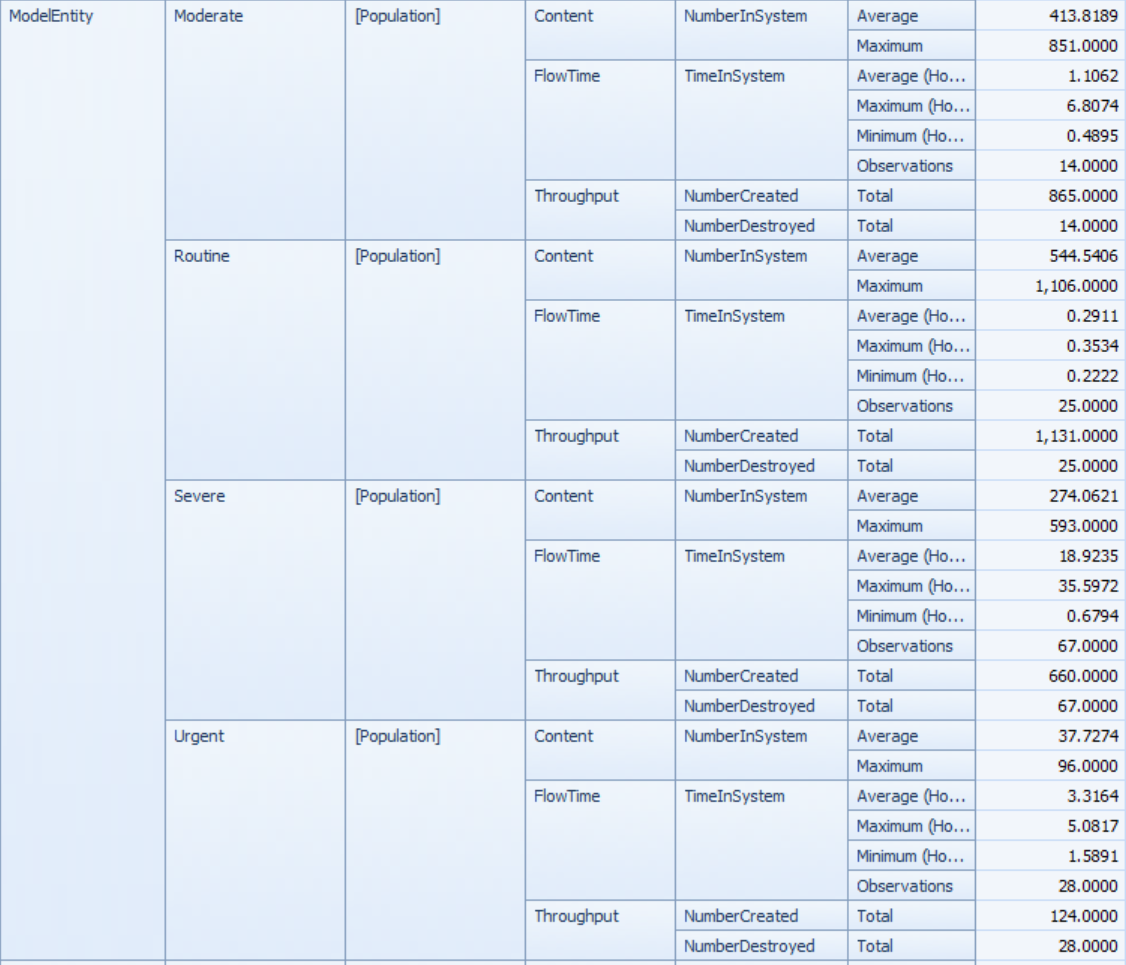 ModelEntity Moderate [Population] Content NumberInSystem Average 413.8189
Maximum 851.0000
FlowTime TimeInSystem Average (Ho... 1.1062
Maximum (Ho... 6.8074
Minimum (Ho... 0.4895
Observations 14.0000
Throughput NumberCreated Total 865.0000
NumberDestroyed Total 14.0000
Routine [Population] Content NumberInSystem Average 544.5406
Maximum 1,106.0000
FlowTime TimeInSystem Average (Ho... 0.2911
Maximum (Ho... 0.3534
Minimum (Ho... 0.2222
Observations 25.0000
Throughput NumberCreated Total 1,131.0000
NumberDestroyed Total 25.0000
Severe [Population] Content NumberInSystem Average 274.0621
Maximum 593.0000
FlowTime TimeInSystem Average (Ho... 18.9235
Maximum (Ho... 35.5972
Minimum (Ho... 0.6794
Observations 67.0000
Throughput NumberCreated Total 660.0000
NumberDestroyed Total 67.0000
Urgent [Population] Content NumberInSystem Average 37.7274
Maximum 96.0000
FlowTime TimeInSystem Average (Ho... 3.3164
Maximum (Ho... 5.0817
Minimum (Ho... 1.5891
Observations 28.0000
Throughput NumberCreated Total 124.0000
NumberDestroyed Total 28.0000